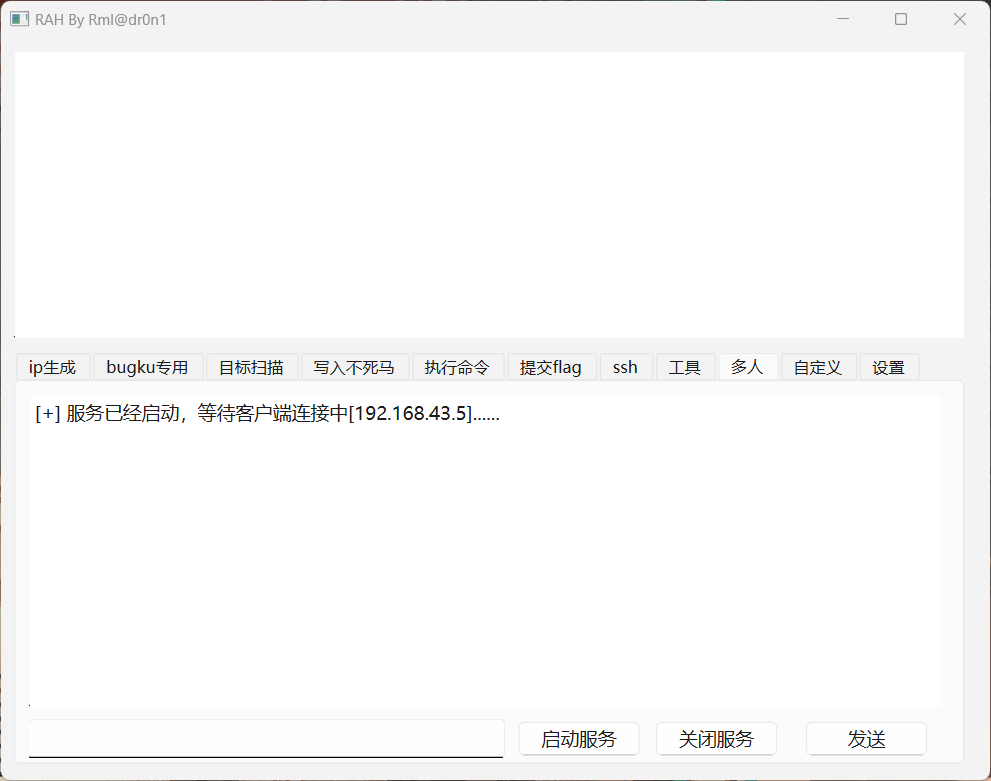 RAH By Rml@dr0n1
ip生成 bugku专用 目标扫描 写入不死马 执行命令 提交flag ssh 工具 多人 自定义 设置
[+] 服务已经启动，等待客户端连接中[192.168.43.5]......
启动服务 关闭服务 发送